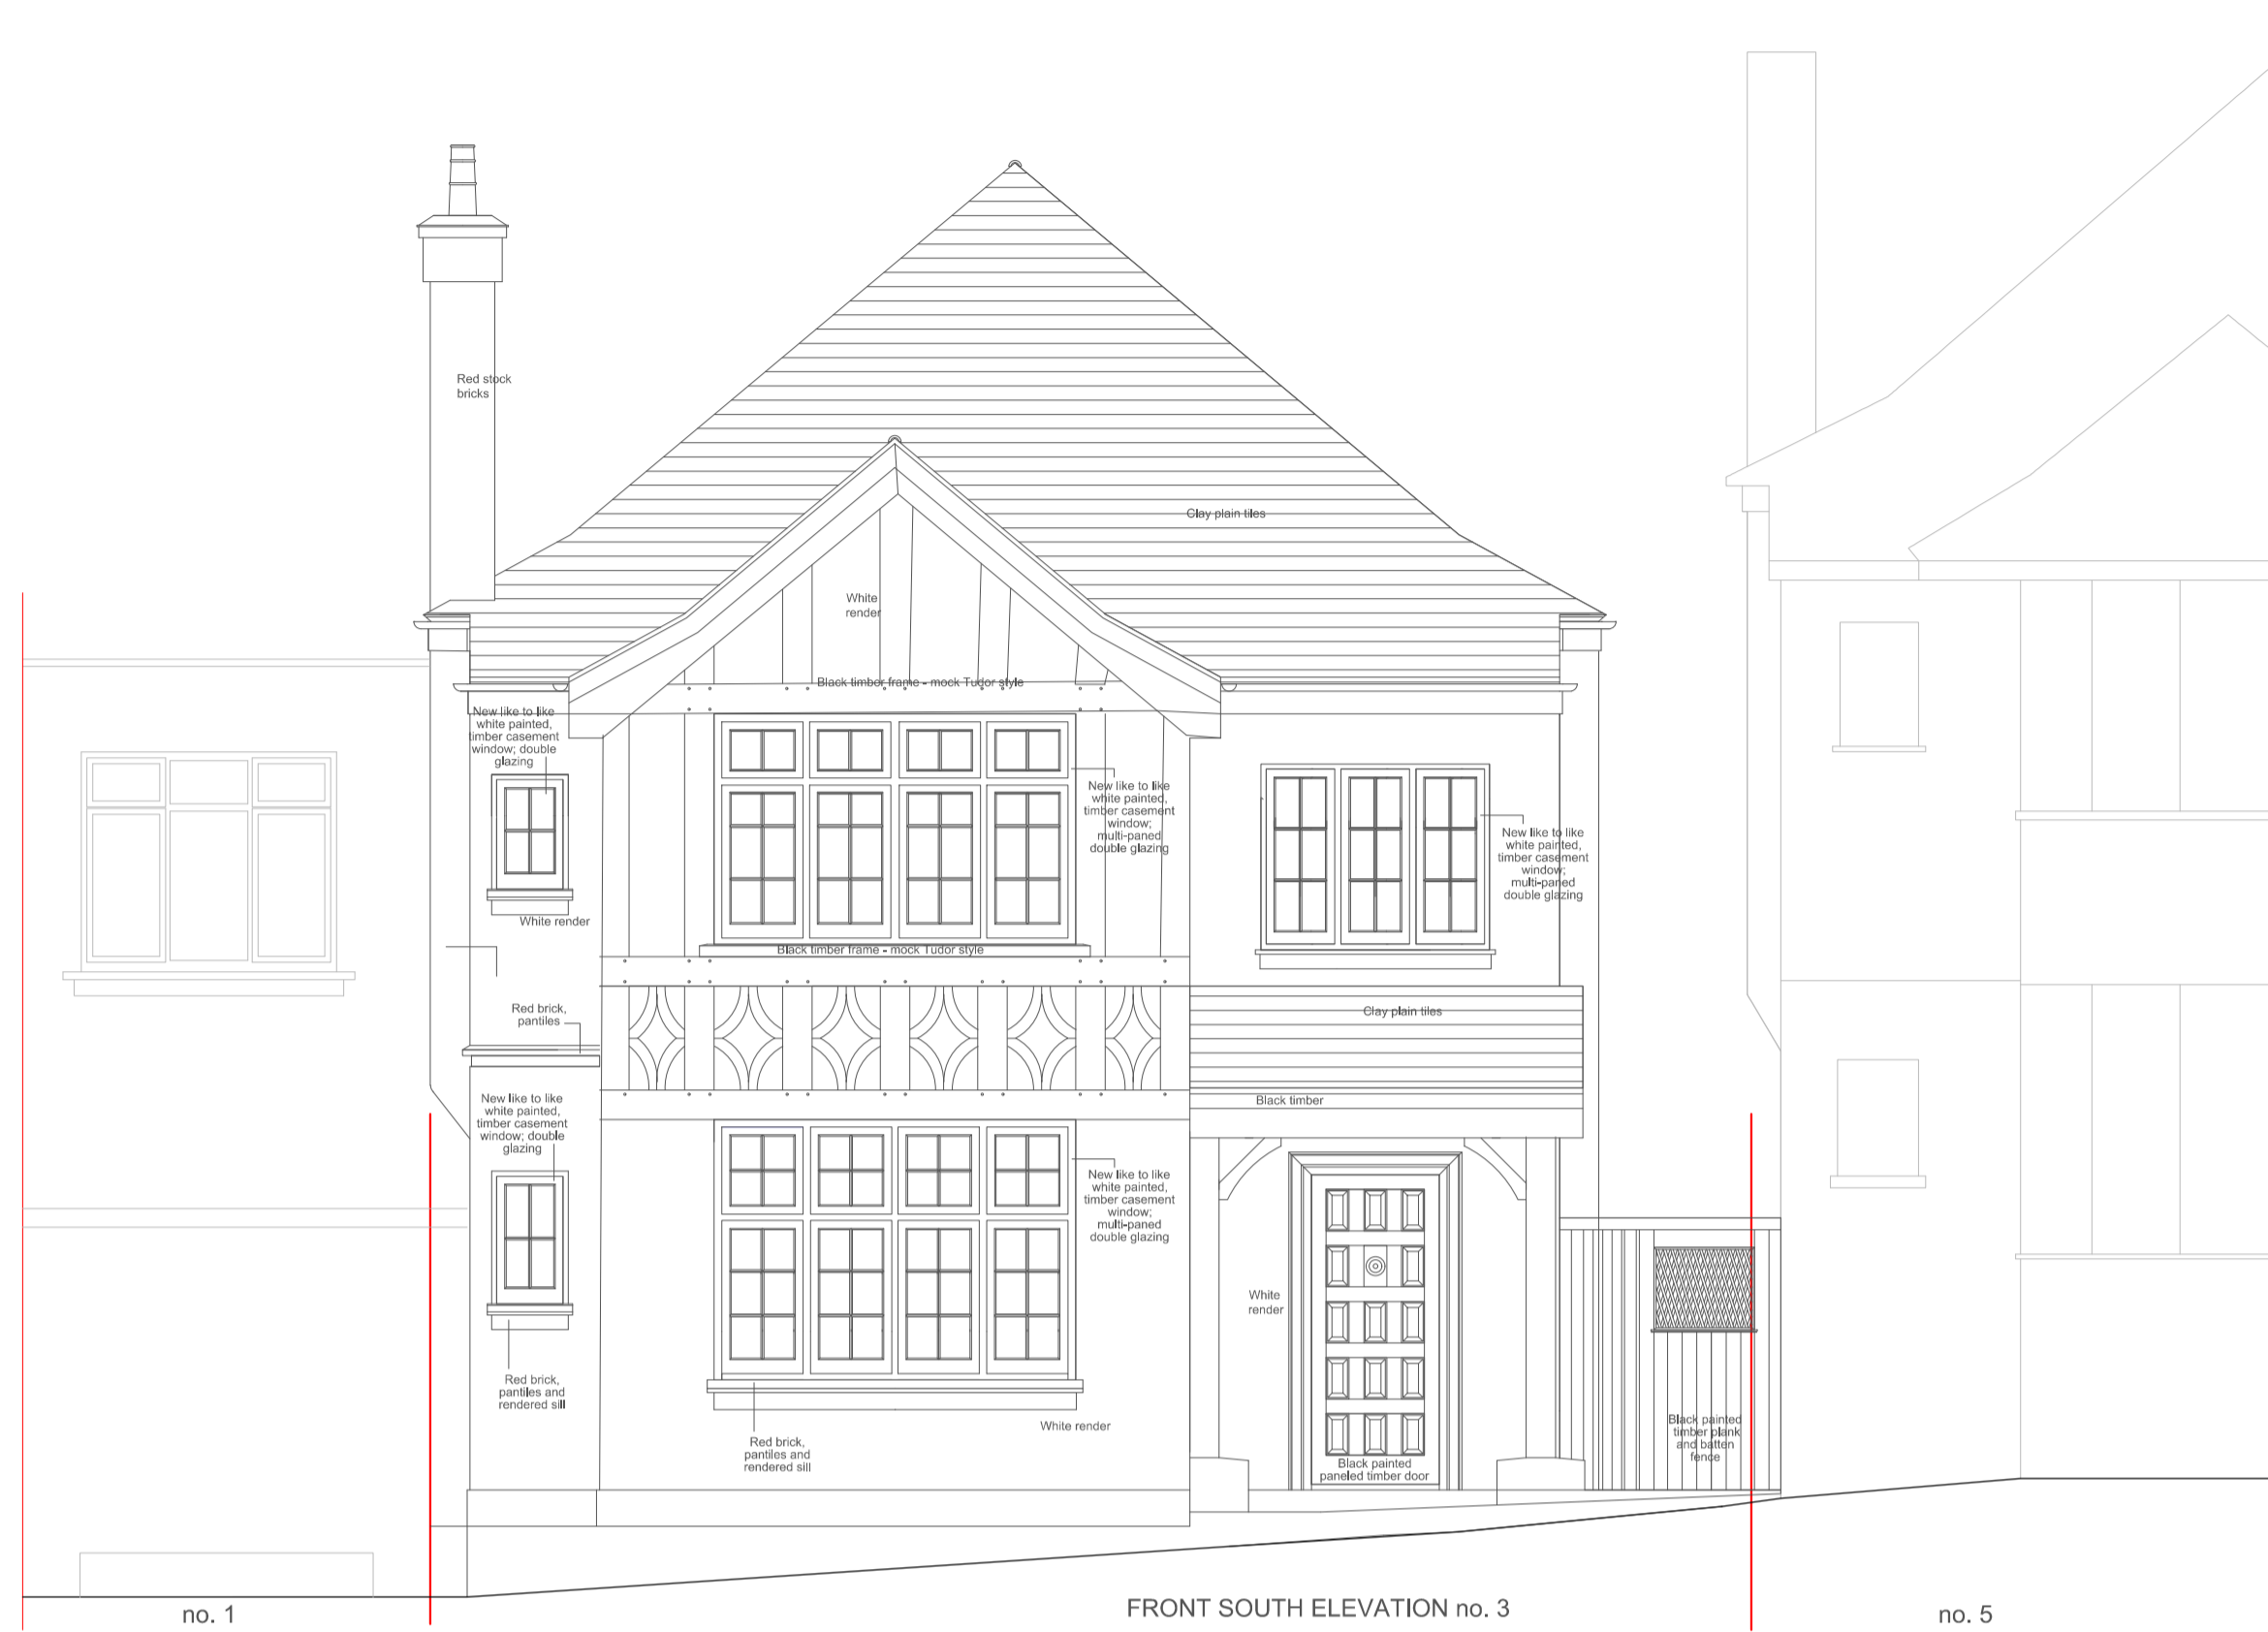 Red stock
bricks
Clay plain tiles
White
render
Black timber frame - mock Tudor style
New like to like
white painted,
timber casement
window; double
glazing
New like to like
white painted,
timber casement
window;
multi-paned
double glazing
New like to like
white painted,
timber casement
window;
multi-paned
double glazing
White render
Black timber frame - mock Tudor style
Red brick,
pantiles
Clay plain tiles
Black timber
New like to like
white painted,
timber casement
window; double
glazing
New like to like
white painted,
timber casement
window;
multi-paned
double glazing
White
render
Red brick,
pantiles and
rendered sill
White render
Red brick,
pantiles and
rendered sill
Black painted
paneled timber door
Black painted
timber plank
and batten
fence
no. 1
FRONT SOUTH ELEVATION no. 3
no. 5